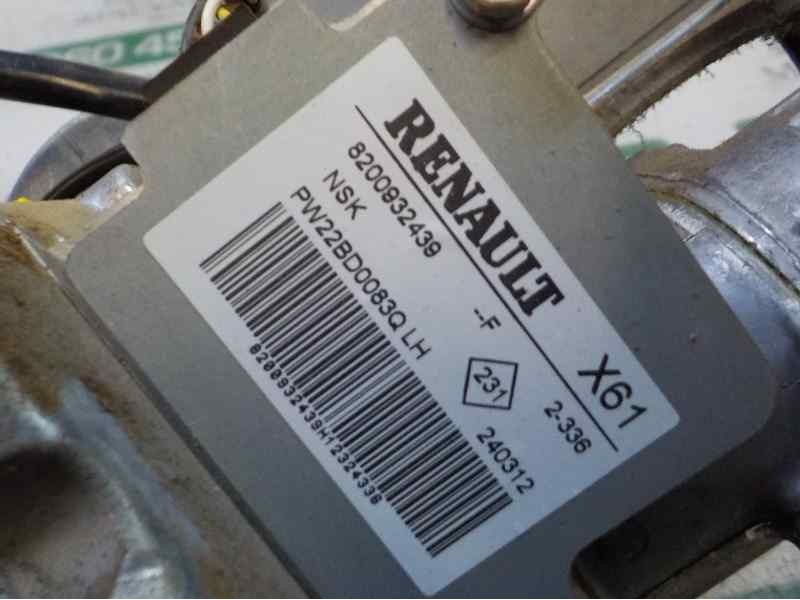 RENAULT X61
8200932439 --F 2-336
NSK
PW22BD0083Q LH 231 240312
8200932439H12324336